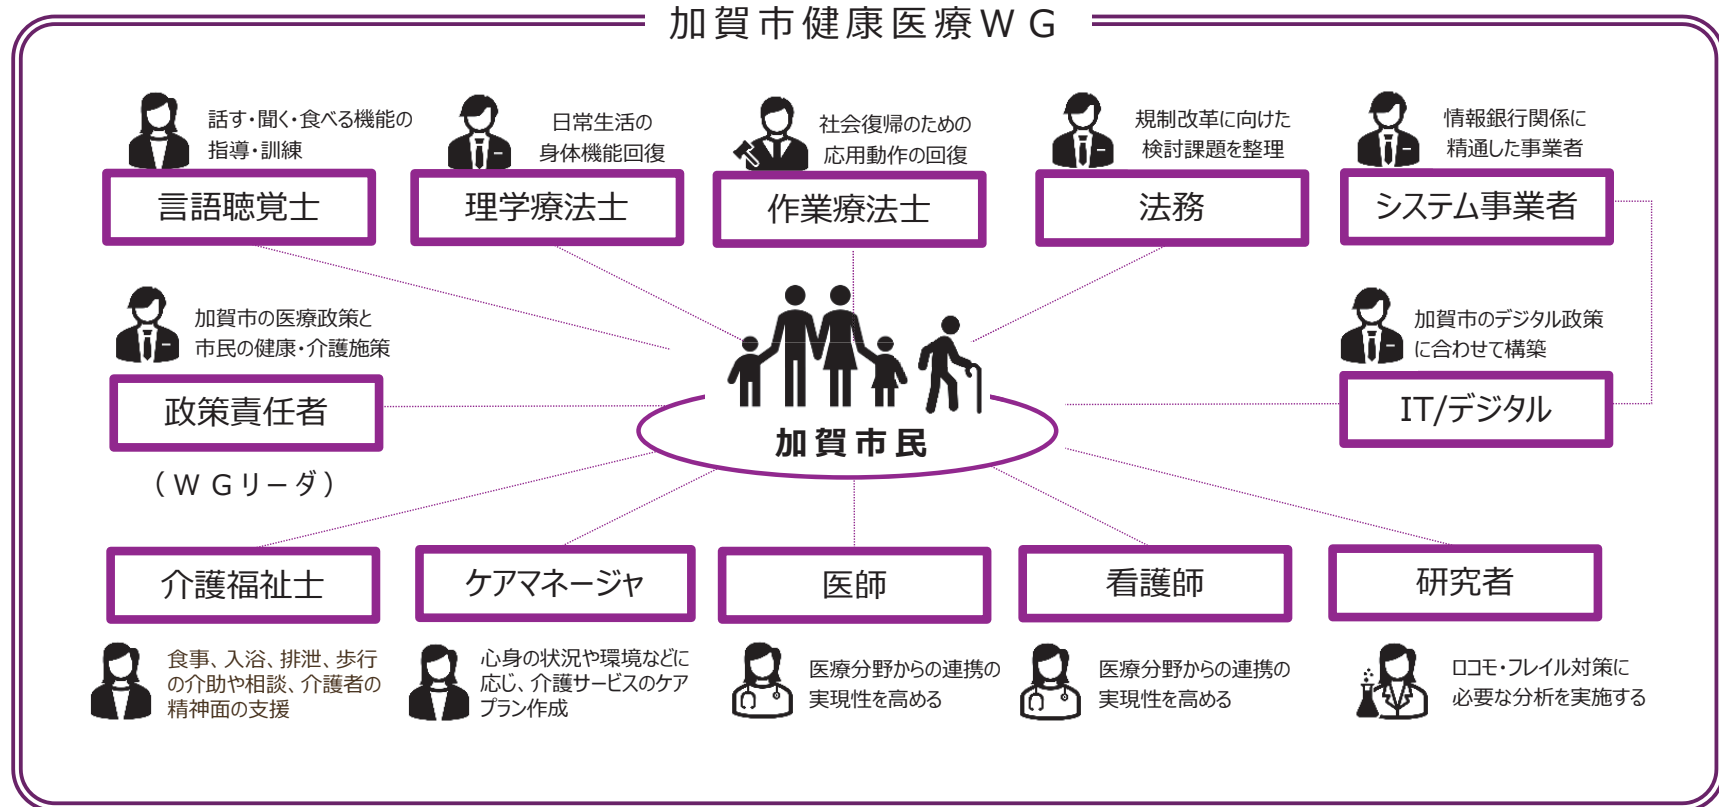 加賀市健康医療ＷＧ
話す・聞く・食べる機能の
指導・訓練
言語聴覚士
日常生活の
身体機能回復
理学療法士
社会復帰のための
応用動作の回復
作業療法士
規制改革に向けた
検討課題を整理
法務
情報銀行関係に
精通した事業者
システム事業者
加賀市の医療政策と
市民の健康・介護施策
政策責任者
（ＷＧリーダ）
加賀市民
加賀市のデジタル政策
に合わせて構築
IT/デジタル
介護福祉士
食事、入浴、排泄、歩行
の介助や相談、介護者の
精神面の支援
ケアマネージャ
心身の状況や環境などに
応じ、介護サービスのケア
プラン作成
医師
医療分野からの連携の
実現性を高める
看護師
医療分野からの連携の
実現性を高める
研究者
ロコモ・フレイル対策に
必要な分析を実施する